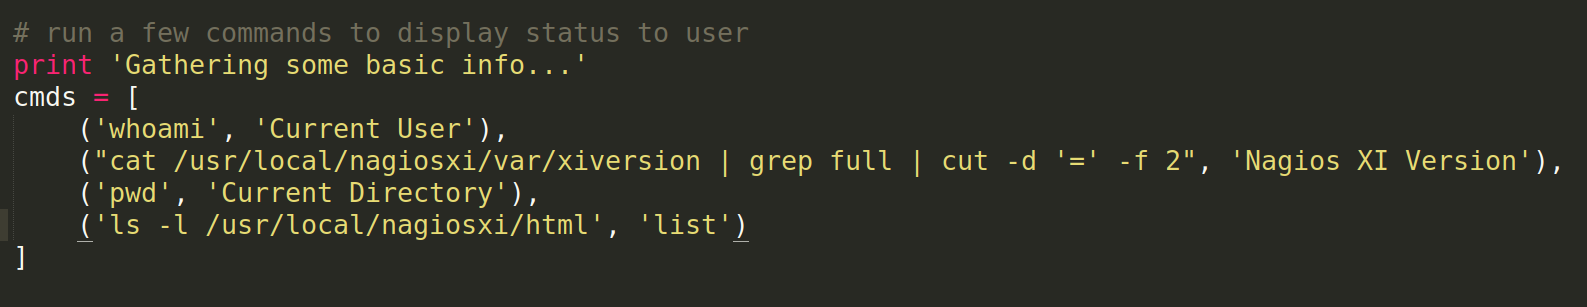 # run a few commands to display status to user
print 'Gathering some basic info...'
cmds = [
    ('whoami', 'Current User'),
    ("cat /usr/local/nagiosxi/var/xiversion | grep full | cut -d '=' -f 2", 'Nagios XI Version'),
    ('pwd', 'Current Directory'),
    ('ls -l /usr/local/nagiosxi/html', 'list')
]